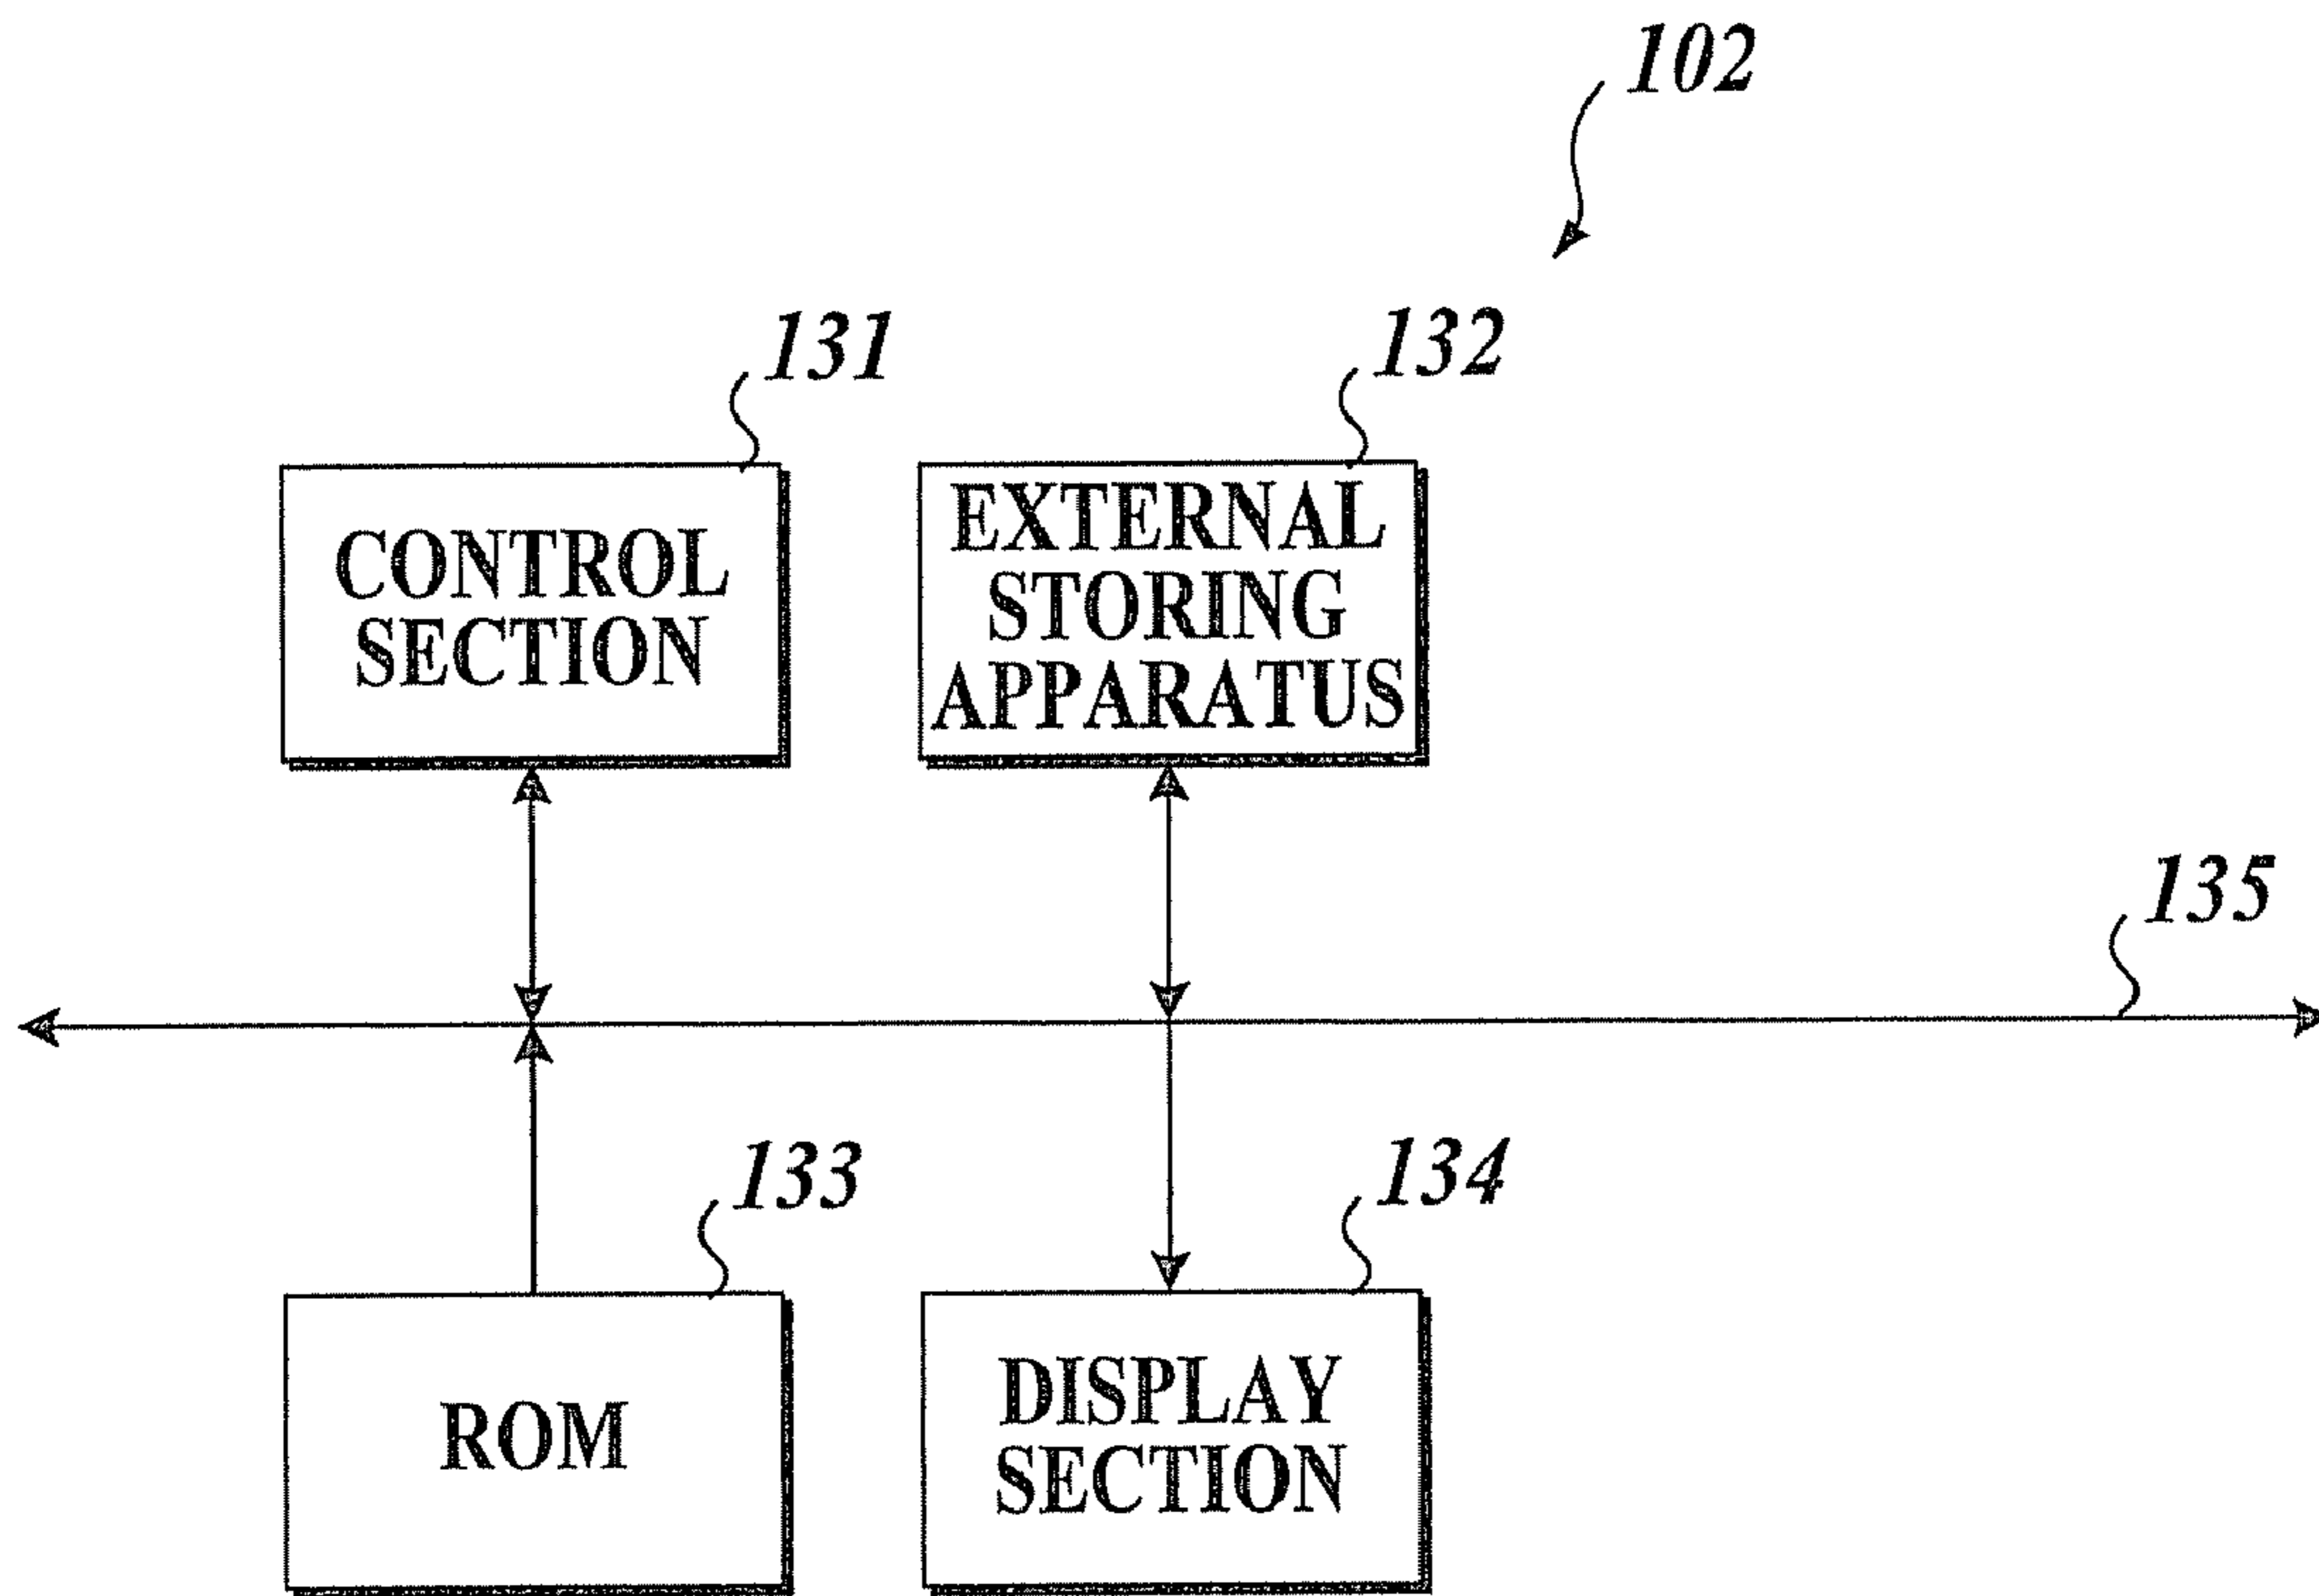 102
131
132
CONTROL
SECTION
EXTERNAL
STORING
APPARATUS
135
133
134
ROM
DISPLAY
SECTION